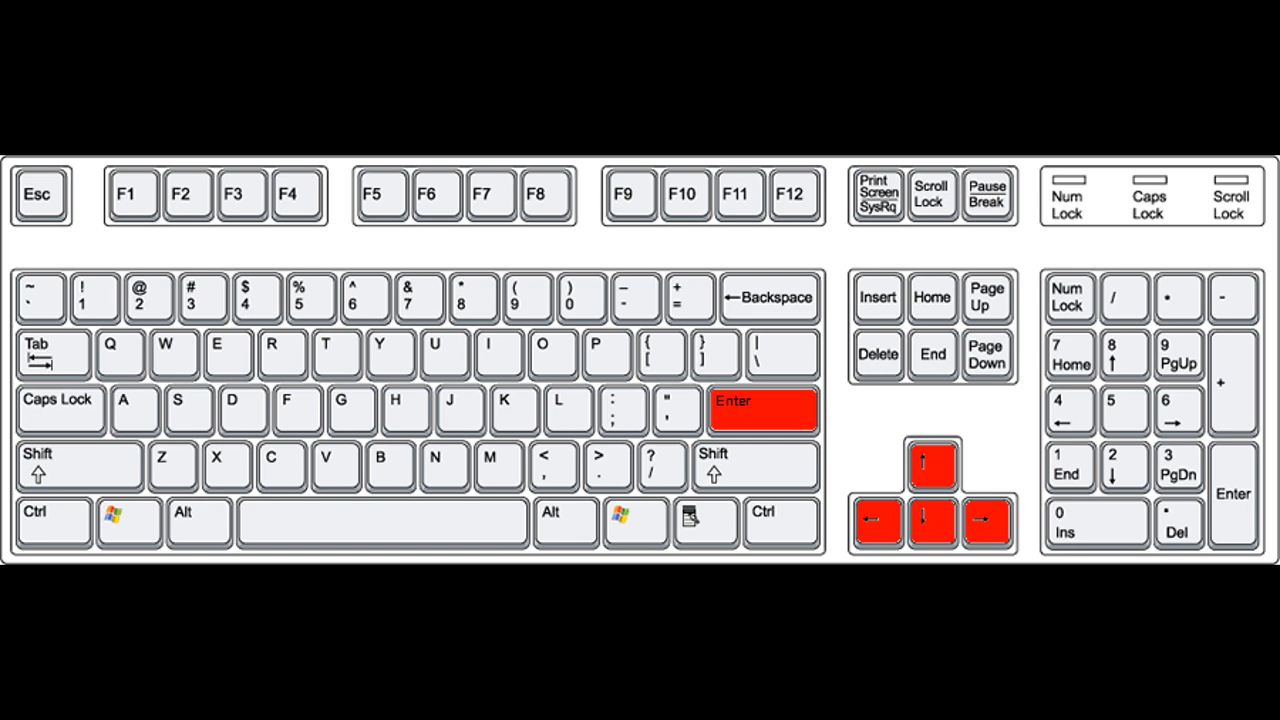 Esc F1 F2 F3 F4 F5 F6 F7 F8 F9 F10 F11 F12 Print Screen SysRq Scroll Lock Pause Break Num Lock Caps Lock Scroll Lock
~ ` ! 1 @ 2 # 3 $ 4 % 5 ^ 6 & 7 * 8 ( 9 ) 0 _ - + = ←Backspace Insert Home Page Up Num Lock / * -
Tab Q W E R T Y U I O P { [ } ] | \ Delete End Page Down 7 Home 8 ↑ 9 PgUp +
Caps Lock A S D F G H J K L : ; " ' Enter 4 ← 5 6 →
Shift ⇧ Z X C V B N M < , > . ? / Shift ⇧ ↑ 1 End 2 ↓ 3 PgDn Enter
Ctrl Alt Alt Ctrl ← ↓ → 0 Ins . Del